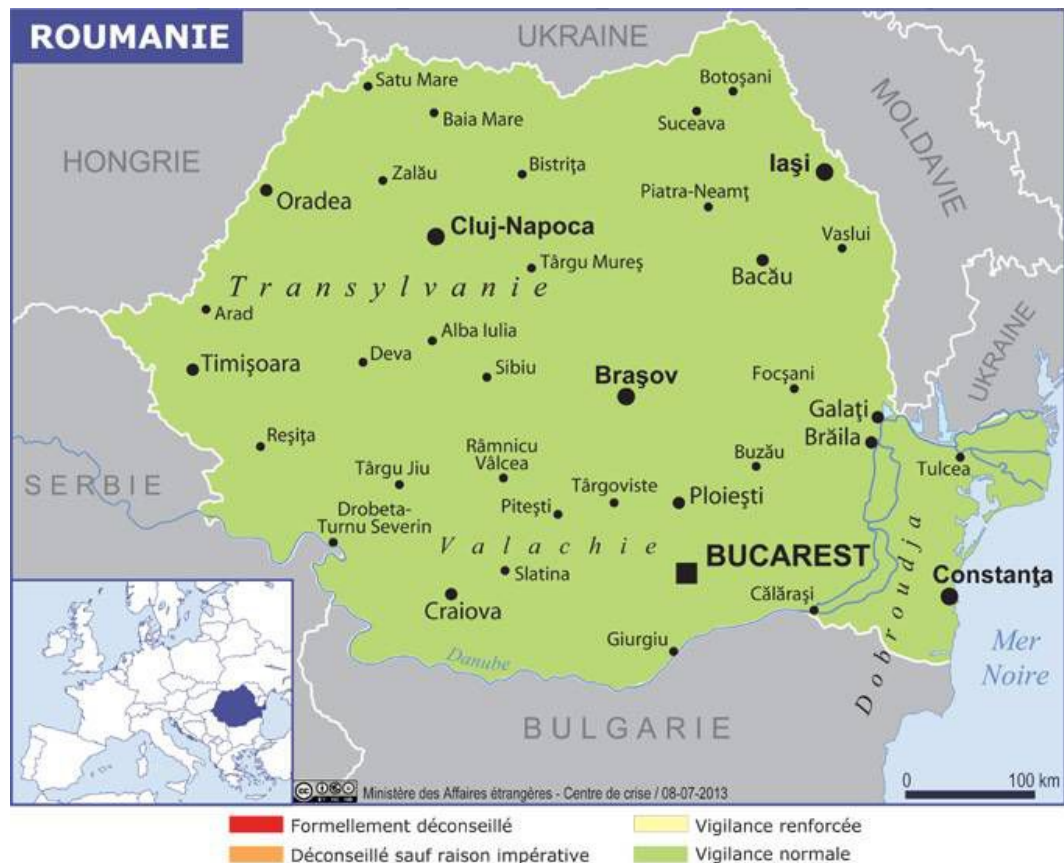 ROUMANIE
UKRAINE
Satu Mare
Botoşani
Baia Mare
Suceava
MOLDAVIE
HONGRIE
Zalău
Bistriţa
Iaşi
Oradea
Piatra-Neamţ
Cluj-Napoca
Vaslui
Târgu Mureş
Bacău
Transylvanie
Arad
Alba Iulia
Timişoara
Deva
Sibiu
Braşov
Focşani
UKRAINE
Galaţi
Brăila
Reşiţa
Râmnicu
Vâlcea
Buzău
Tulcea
SERBIE
Târgu Jiu
Târgoviste
Ploieşti
Piteşti
Drobeta-
Turnu Severin
Valachie
BUCAREST
Slatina
Craiova
Călăraşi
Constanţa
Dobroudja
Giurgiu
Danube
Mer
Noire
BULGARIE
0 100 km
cc
Ministère des Affaires étrangères - Centre de crise / 08-07-2013
Formellement déconseillé
Vigilance renforcée
Déconseillé sauf raison impérative
Vigilance normale